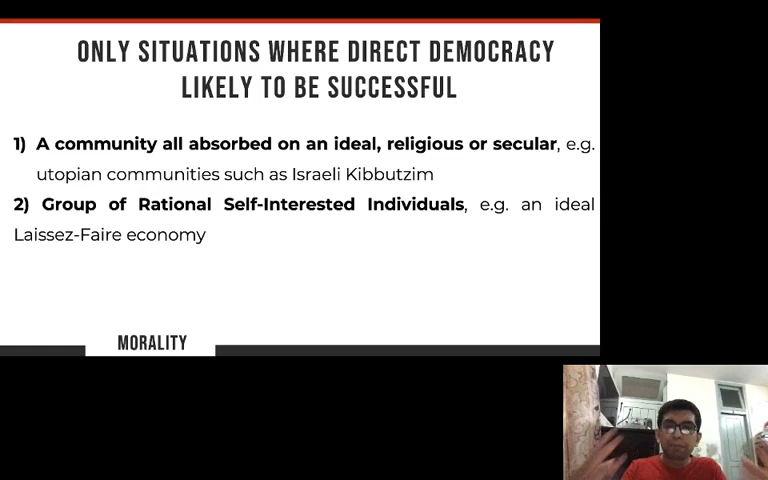 ONLY SITUATIONS WHERE DIRECT DEMOCRACY
LIKELY TO BE SUCCESSFUL
1) A community all absorbed on an ideal, religious or secular, e.g.
utopian communities such as Israeli Kibbutzim
2) Group of Rational Self-Interested Individuals, e.g. an ideal
Laissez-Faire economy
MORALITY